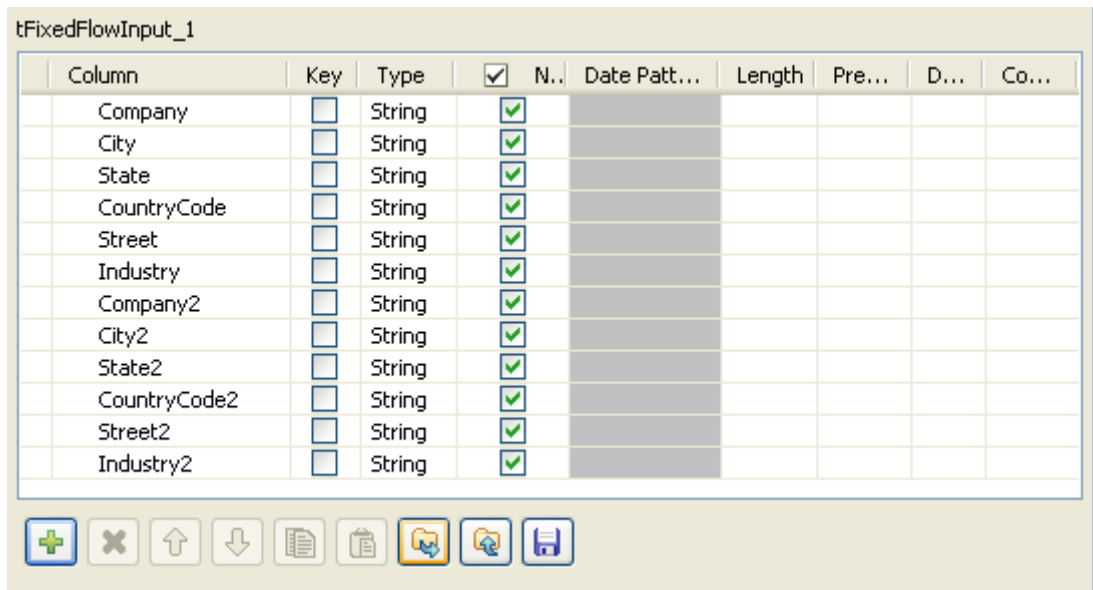 tFixedFlowInput_1
Column Key Type N.. Date Patt... Length Pre... D... Co...
Company String
City String
State String
CountryCode String
Street String
Industry String
Company2 String
City2 String
State2 String
CountryCode2 String
Street2 String
Industry2 String